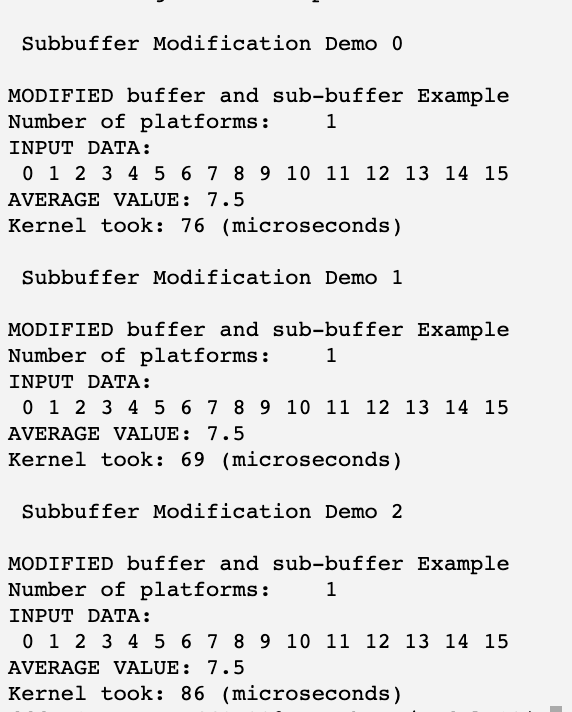 Subbuffer Modification Demo 0
MODIFIED buffer and sub-buffer Example
Number of platforms:    1
INPUT DATA:
0 1 2 3 4 5 6 7 8 9 10 11 12 13 14 15
AVERAGE VALUE: 7.5
Kernel took: 76 (microseconds)
Subbuffer Modification Demo 1
MODIFIED buffer and sub-buffer Example
Number of platforms:    1
INPUT DATA:
0 1 2 3 4 5 6 7 8 9 10 11 12 13 14 15
AVERAGE VALUE: 7.5
Kernel took: 69 (microseconds)
Subbuffer Modification Demo 2
MODIFIED buffer and sub-buffer Example
Number of platforms:    1
INPUT DATA:
0 1 2 3 4 5 6 7 8 9 10 11 12 13 14 15
AVERAGE VALUE: 7.5
Kernel took: 86 (microseconds)